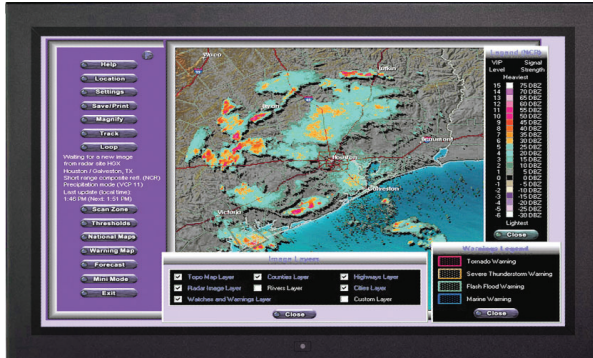 Help
Location
Settings
Save/Print
Magnify
Track
Loop
Waiting for a new image
from radar site HGX
Houston / Galveston, TX
Short range composite refl. (NCR)
Precipitation mode (VCP 11)
Last update (local time):
1:46 PM (Next: 1:51 PM)
Scan Zone
Thresholds
National Maps
Warning Map
Forecast
Mini Mode
Exit
Waco
Lufkin
Bryan
Beaumont
Houston
Galveston
Victoria
Legend (NCR)
VIP Signal
Level Strength
Heaviest
15 75 DBZ
14 70 DBZ
13 65 DBZ
12 60 DBZ
11 55 DBZ
10 50 DBZ
9 45 DBZ
8 40 DBZ
7 35 DBZ
6 30 DBZ
5 25 DBZ
4 20 DBZ
3 15 DBZ
2 10 DBZ
1 5 DBZ
0 0 DBZ
-1 -5 DBZ
-2 -10 DBZ
-3 -15 DBZ
-4 -20 DBZ
-5 -25 DBZ
-6 -30 DBZ
Lightest
Close
Image Layers
Topo Map Layer Counties Layer Highways Layer
Radar Image Layer Rivers Layer Cities Layer
Watches and Warnings Layer Custom Layer
Close
Warnings Legend
Tornado Warning
Severe Thunderstorm Warning
Flash Flood Warning
Marine Warning
Close